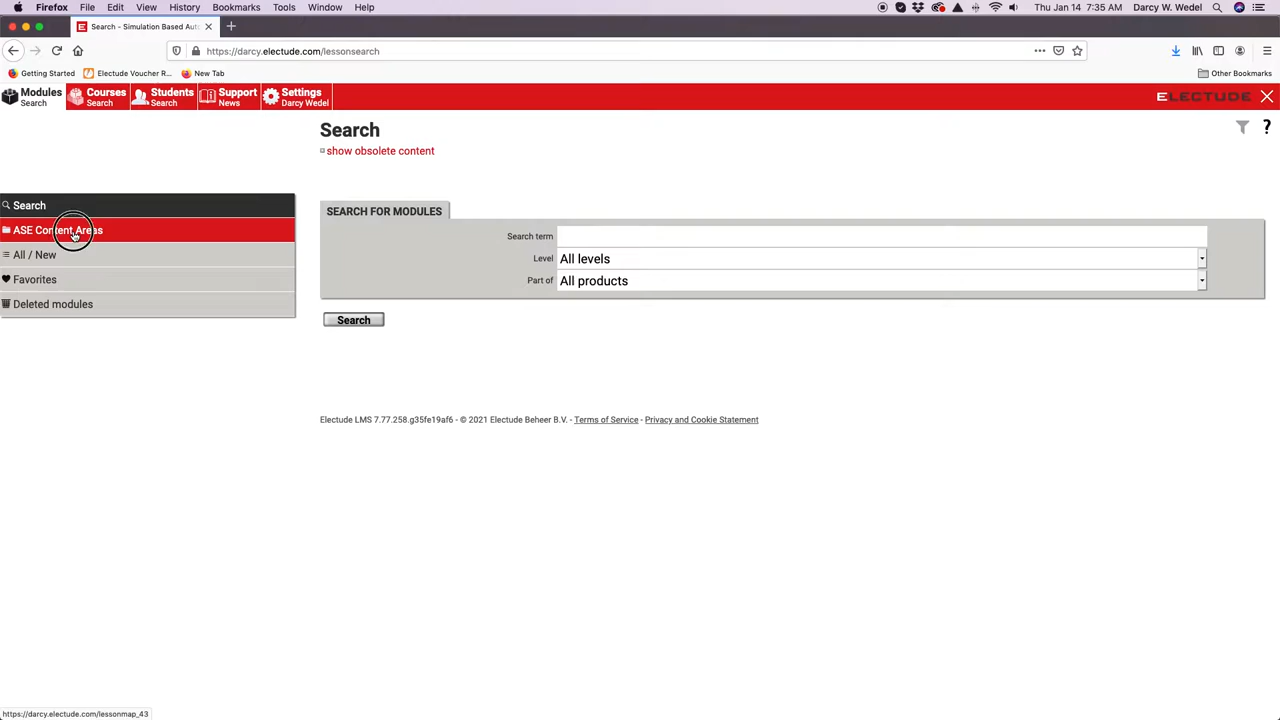 Firefox File Edit View History Bookmarks Tools Window Help Thu Jan 14 7:35 AM Darcy W. Wedel
Search - Simulation Based Aut
https://darcy.electude.com/lessonsearch
Getting Started Electude Voucher R... New Tab Other Bookmarks
Modules Search
Courses Search
Students Search
Support News
Settings Darcy Wedel
ELECTUDE
Search
show obsolete content
Search
ASE Content Areas
All / New
Favorites
Deleted modules
SEARCH FOR MODULES
Search term
Level All levels
Part of All products
Search
Electude LMS 7.77.258.g35fe19af6 - © 2021 Electude Beheer B.V. - Terms of Service - Privacy and Cookie Statement
https://darcy.electude.com/lessonmap_43